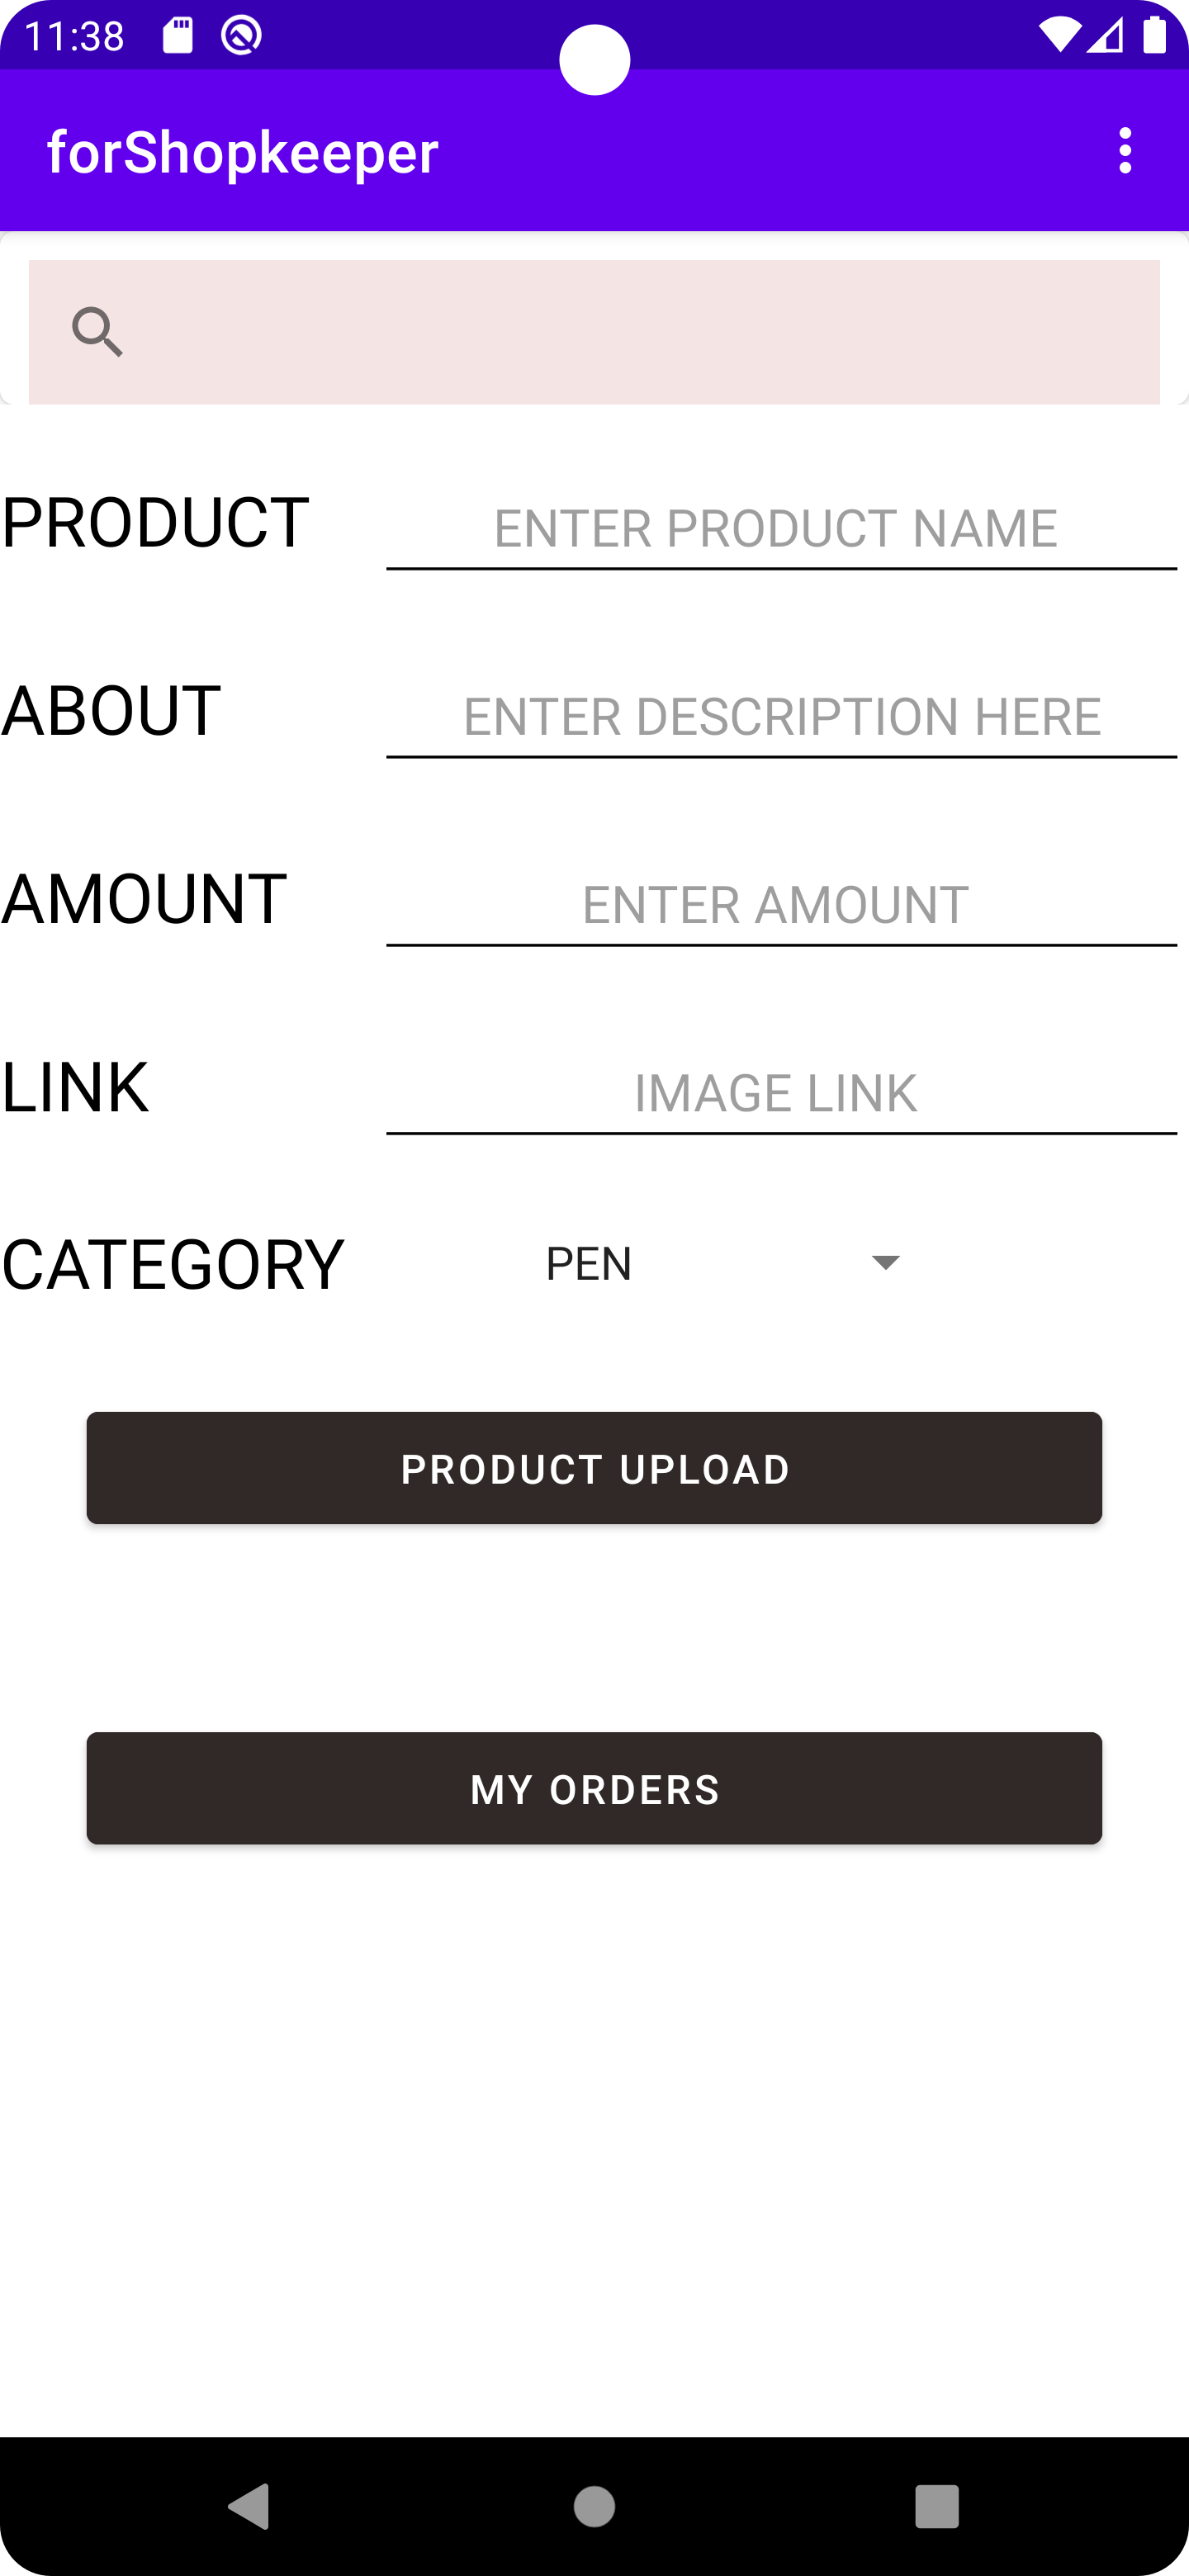 11:38
forShopkeeper
PRODUCT ENTER PRODUCT NAME
ABOUT ENTER DESCRIPTION HERE
AMOUNT ENTER AMOUNT
LINK IMAGE LINK
CATEGORY PEN
PRODUCT UPLOAD
MY ORDERS